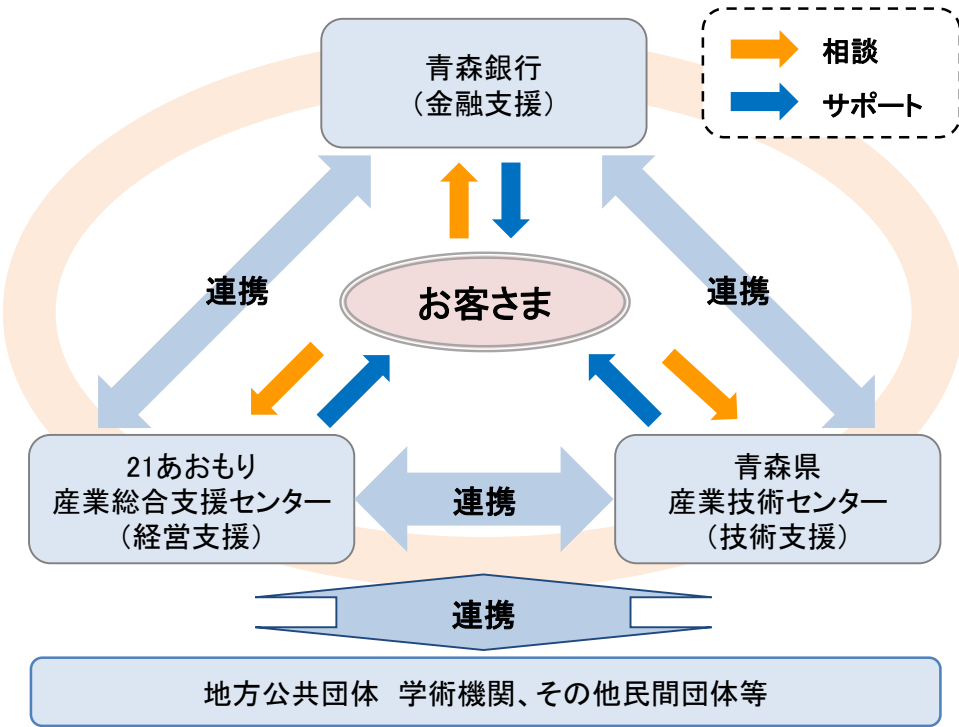 青森銀行
（金融支援）
相談
サポート
連携
お客さま
連携
21あおもり
産業総合支援センター
（経営支援）
連携
青森県
産業技術センター
（技術支援）
連携
地方公共団体　学術機関、その他民間団体等